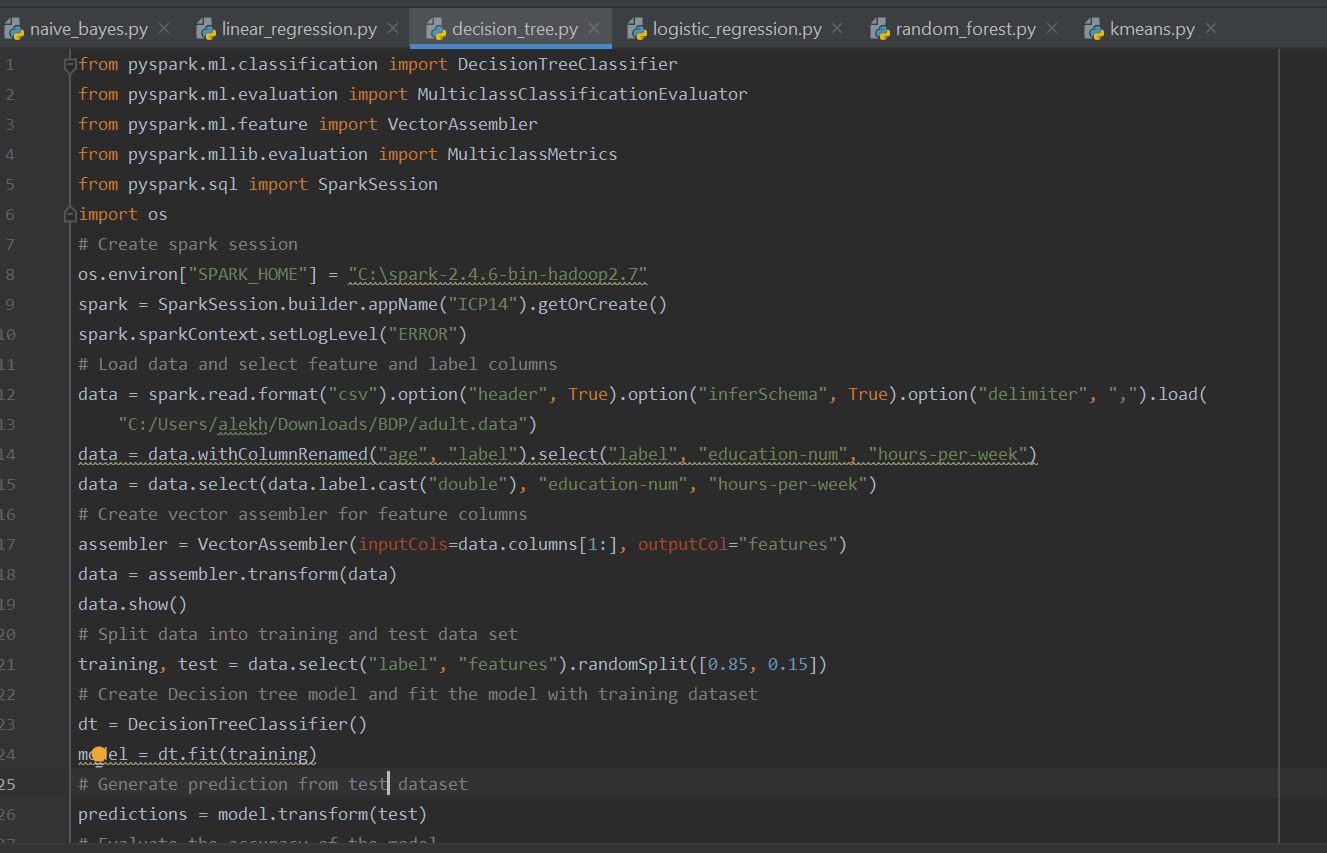 naive_bayes.py linear_regression.py decision_tree.py logistic_regression.py random_forest.py kmeans.py
1 from pyspark.ml.classification import DecisionTreeClassifier
2 from pyspark.ml.evaluation import MulticlassClassificationEvaluator
3 from pyspark.ml.feature import VectorAssembler
4 from pyspark.mllib.evaluation import MulticlassMetrics
5 from pyspark.sql import SparkSession
6 import os
7 # Create spark session
8 os.environ["SPARK_HOME"] = "C:\spark-2.4.6-bin-hadoop2.7"
9 spark = SparkSession.builder.appName("ICP14").getOrCreate()
10 spark.sparkContext.setLogLevel("ERROR")
11 # Load data and select feature and label columns
12 data = spark.read.format("csv").option("header", True).option("inferSchema", True).option("delimiter", ",").load(
13 "C:/Users/alekh/Downloads/BDP/adult.data")
14 data = data.withColumnRenamed("age", "label").select("label", "education-num", "hours-per-week")
15 data = data.select(data.label.cast("double"), "education-num", "hours-per-week")
16 # Create vector assembler for feature columns
17 assembler = VectorAssembler(inputCols=data.columns[1:], outputCol="features")
18 data = assembler.transform(data)
19 data.show()
20 # Split data into training and test data set
21 training, test = data.select("label", "features").randomSplit([0.85, 0.15])
22 # Create Decision tree model and fit the model with training dataset
23 dt = DecisionTreeClassifier()
24 model = dt.fit(training)
25 # Generate prediction from test dataset
26 predictions = model.transform(test)
27 # Evaluate the accuracy of the model